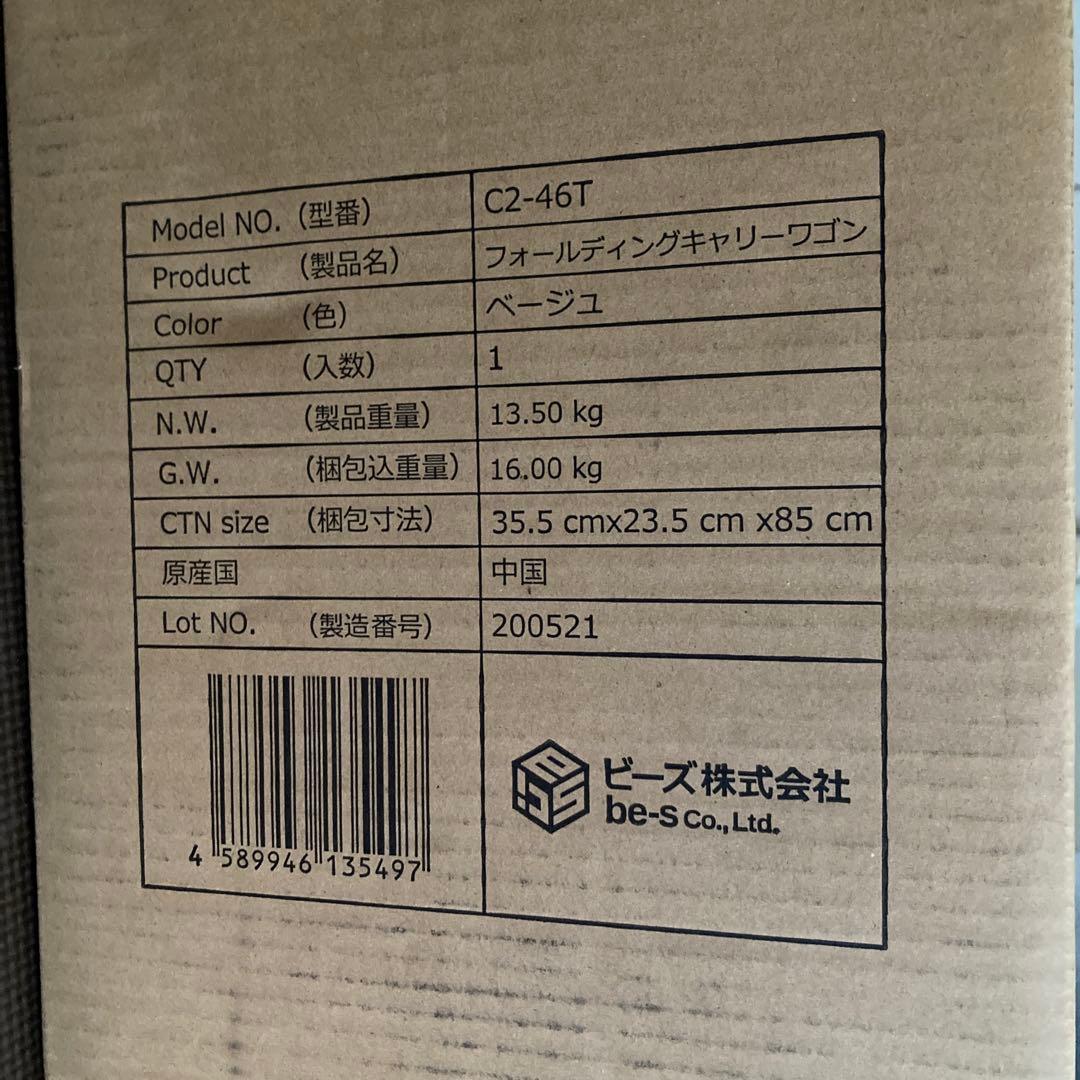 Model NO. (型番) C2-46T
Product (製品名) フォールディングキャリーワゴン
Color (色) ベージュ
QTY (入数) 1
N.W. (製品重量) 13.50 kg
G.W. (梱包込重量) 16.00 kg
CTN size (梱包寸法) 35.5 cmx23.5 cm x85 cm
原産国 中国
Lot NO. (製造番号) 200521
4 589946 135497
ビーズ株式会社
be-s Co., Ltd.